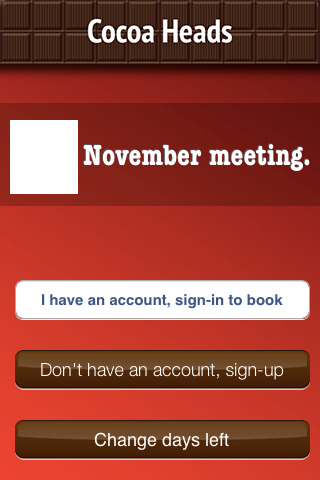 Cocoa Heads
November meeting.
I have an account, sign-in to book
Don't have an account, sign-up
Change days left